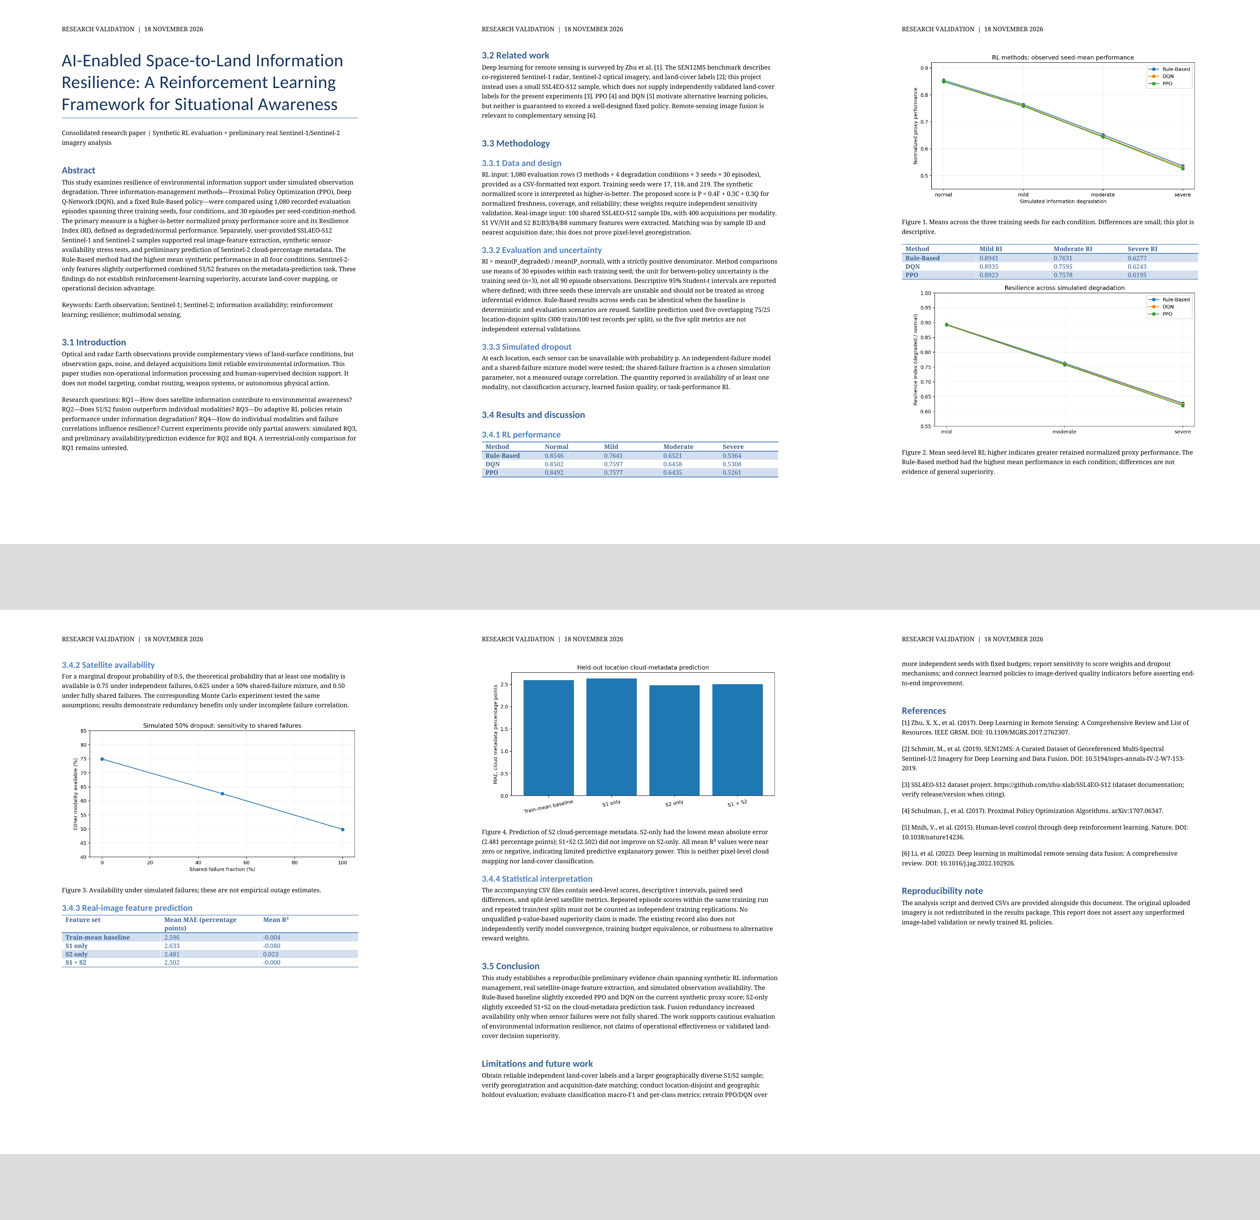 RESEARCH VALIDATION | 18 NOVEMBER 2026
AI-Enabled Space-to-Land Information
Resilience: A Reinforcement Learning
Framework for Situational Awareness
Consolidated research paper | Synthetic RL evaluation + preliminary real Sentinel-1/Sentinel-2
imagery analysis
Abstract
This study examines resilience of environmental information support under simulated observation
degradation. Three information-management methods—Proximal Policy Optimization (PPO), Deep
Q-Network (DQN), and a fixed Rule-Based policy—were compared using 1,080 recorded evaluation
episodes spanning three training seeds, four conditions, and 30 episodes per seed-condition-method.
The primary measure is a higher-is-better normalized proxy performance score and its Resilience
Index (RI), defined as degraded/normal performance. Separately, user-provided SSL4EO-S12
Sentinel-1 and Sentinel-2 samples supported real image-feature extraction, synthetic sensor-
availability stress tests, and preliminary prediction of Sentinel-2 cloud-percentage metadata. The
Rule-Based method had the highest mean synthetic performance in all four conditions. Sentinel-2-
only features slightly outperformed combined S1/S2 features on the metadata-prediction task. These
findings do not establish reinforcement-learning superiority, accurate land-cover mapping, or
operational decision advantage.
Keywords: Earth observation; Sentinel-1; Sentinel-2; information availability; reinforcement
learning; resilience; multimodal sensing.
3.1 Introduction
Optical and radar Earth observations provide complementary views of land-surface conditions, but
observation gaps, noise, and delayed acquisitions limit reliable environmental information. This
paper studies non-operational information processing and human-supervised decision support. It
does not model targeting, combat routing, weapon systems, or autonomous physical action.
Research questions: RQ1—How does satellite information contribute to environmental awareness?
RQ2—Does S1/S2 fusion outperform individual modalities? RQ3—Do adaptive RL policies retain
performance under information degradation? RQ4—How do individual modalities and failure
correlations influence resilience? Current experiments provide only partial answers: simulated RQ3,
and preliminary availability/prediction evidence for RQ2 and RQ4. A terrestrial-only comparison for
RQ1 remains untested.
RESEARCH VALIDATION | 18 NOVEMBER 2026
3.2 Related work
Deep learning for remote sensing is surveyed by Zhu et al. [1]. The SEN12MS benchmark describes
co-registered Sentinel-1 radar, Sentinel-2 optical imagery, and land-cover labels [2]; this project
instead uses a small SSL4EO-S12 sample, which does not supply independently validated land-cover
labels for the present experiments [3]. PPO [4] and DQN [5] motivate alternative learning policies,
but neither is guaranteed to exceed a well-designed fixed policy. Remote-sensing image fusion is
relevant to complementary sensing [6].
3.3 Methodology
3.3.1 Data and design
RL input: 1,080 evaluation rows (3 methods × 4 degradation conditions × 3 seeds × 30 episodes),
provided as a CSV-formatted text export. Training seeds were 17, 118, and 219. The synthetic
normalized score is interpreted as higher-is-better. The proposed score is P = 0.4F + 0.3C + 0.3Q for
normalized freshness, coverage, and reliability; these weights require independent sensitivity
validation. Real-image input: 100 shared SSL4EO-S12 sample IDs, with 400 acquisitions per modality.
S1 VV/VH and S2 B2/B3/B4/B8 summary features were extracted. Matching was by sample ID and
nearest acquisition date; this does not prove pixel-level georegistration.
3.3.2 Evaluation and uncertainty
RI = mean(P_degraded) / mean(P_normal), with a strictly positive denominator. Method comparisons
use means of 30 episodes within each training seed; the unit for between-policy uncertainty is the
training seed (n=3), not all 90 episode observations. Descriptive 95% Student-t intervals are reported
where defined; with three seeds these intervals are unstable and should not be treated as strong
inferential evidence. Rule-Based results across seeds can be identical when the baseline is
deterministic and evaluation scenarios are reused. Satellite prediction used five overlapping 75/25
location-disjoint splits (300 train/100 test records per split), so the five split metrics are not
independent external validations.
3.3.3 Simulated dropout
At each location, each sensor can be unavailable with probability p. An independent-failure model
and a shared-failure mixture model were tested; the shared-failure fraction is a chosen simulation
parameter, not a measured outage correlation. The quantity reported is availability of at least one
modality, not classification accuracy, learned fusion quality, or task-performance RI.
3.4 Results and discussion
3.4.1 RL performance
Method Normal Mild Moderate Severe
Rule-Based 0.8546 0.7641 0.6521 0.5364
DQN 0.8502 0.7597 0.6458 0.5308
PPO 0.8492 0.7577 0.6435 0.5261
RESEARCH VALIDATION | 18 NOVEMBER 2026
RL methods: observed seed-mean performance
Normalized proxy performance
0.9
0.8
0.7
0.6
0.5
Rule-Based
DQN
PPO
normal mild moderate severe
Simulated information degradation
Figure 1. Means across the three training seeds for each condition. Differences are small; this plot is
descriptive.
Method Mild RI Moderate RI Severe RI
Rule-Based 0.8941 0.7631 0.6277
DQN 0.8935 0.7595 0.6243
PPO 0.8923 0.7578 0.6195
Resilience across simulated degradation
Resilience Index (degraded / normal)
1.00
0.95
0.90
0.85
0.80
0.75
0.70
0.65
0.60
0.55
Rule-Based
DQN
PPO
mild moderate severe
Figure 2. Mean seed-level RI; higher indicates greater retained normalized proxy performance. The
Rule-Based method had the highest mean performance in each condition; differences are not
evidence of general superiority.
RESEARCH VALIDATION | 18 NOVEMBER 2026
3.4.2 Satellite availability
For a marginal dropout probability of 0.5, the theoretical probability that at least one modality is
available is 0.75 under independent failures, 0.625 under a 50% shared-failure mixture, and 0.50
under fully shared failures. The corresponding Monte Carlo experiment tested the same
assumptions; results demonstrate redundancy benefits only under incomplete failure correlation.
Simulated 50% dropout: sensitivity to shared failures
Either modality available (%)
85
80
75
70
65
60
55
50
45
40
0 20 40 60 80 100
Shared-failure fraction (%)
Figure 3. Availability under simulated failures; these are not empirical outage estimates.
3.4.3 Real-image feature prediction
Feature set Mean MAE (percentage Mean R²
points)
Train-mean baseline 2.596 -0.004
S1 only 2.633 -0.080
S2 only 2.481 0.023
S1 + S2 2.502 -0.000
RESEARCH VALIDATION | 18 NOVEMBER 2026
Held-out location cloud-metadata prediction
MAE, cloud metadata percentage points
2.5
2.0
1.5
1.0
0.5
0.0
Train-mean baseline S1 only S2 only S1 + S2
Figure 4. Prediction of S2 cloud-percentage metadata. S2-only had the lowest mean absolute error
(2.481 percentage points); S1+S2 (2.502) did not improve on S2-only. All mean R² values were near
zero or negative, indicating limited predictive explanatory power. This is neither pixel-level cloud
mapping nor land-cover classification.
3.4.4 Statistical interpretation
The accompanying CSV files contain seed-level scores, descriptive t intervals, paired seed
differences, and split-level satellite metrics. Repeated episode scores within the same training run
and repeated train/test splits must not be counted as independent training replications. No
unqualified p-value-based superiority claim is made. The existing record also does not
independently verify model convergence, training budget equivalence, or robustness to alternative
reward weights.
3.5 Conclusion
This study establishes a reproducible preliminary evidence chain spanning synthetic RL information
management, real satellite-image feature extraction, and simulated observation availability. The
Rule-Based baseline slightly exceeded PPO and DQN on the current synthetic proxy score; S2-only
slightly exceeded S1+S2 on the cloud-metadata prediction task. Fusion redundancy increased
availability only when sensor failures were not fully shared. The work supports cautious evaluation
of environmental information resilience, not claims of operational effectiveness or validated land-
cover decision superiority.
Limitations and future work
Obtain reliable independent land-cover labels and a larger geographically diverse S1/S2 sample;
verify georegistration and acquisition-date matching; conduct location-disjoint and geographic
holdout evaluation; evaluate classification macro-F1 and per-class metrics; retrain PPO/DQN over
RESEARCH VALIDATION | 18 NOVEMBER 2026
more independent seeds with fixed budgets; report sensitivity to score weights and dropout
mechanisms; and connect learned policies to image-derived quality indicators before asserting end-
to-end improvement.
References
[1] Zhu, X. X., et al. (2017). Deep Learning in Remote Sensing: A Comprehensive Review and List of
Resources. IEEE GRSM. DOI: 10.1109/MGRS.2017.2762307.
[2] Schmitt, M., et al. (2019). SEN12MS: A Curated Dataset of Georeferenced Multi-Spectral
Sentinel-1/2 Imagery for Deep Learning and Data Fusion. DOI: 10.5194/isprs-annals-IV-2-W7-153-
2019.
[3] SSL4EO-S12 dataset project. https://github.com/zhu-xlab/SSL4EO-S12 (dataset documentation;
verify release/version when citing).
[4] Schulman, J., et al. (2017). Proximal Policy Optimization Algorithms. arXiv:1707.06347.
[5] Mnih, V., et al. (2015). Human-level control through deep reinforcement learning. Nature. DOI:
10.1038/nature14236.
[6] Li, et al. (2022). Deep learning in multimodal remote sensing data fusion: A comprehensive
review. DOI: 10.1016/j.jag.2022.102926.
Reproducibility note
The analysis script and derived CSVs are provided alongside this document. The original uploaded
imagery is not redistributed in the results package. This report does not assert any unperformed
image-label validation or newly trained RL policies.